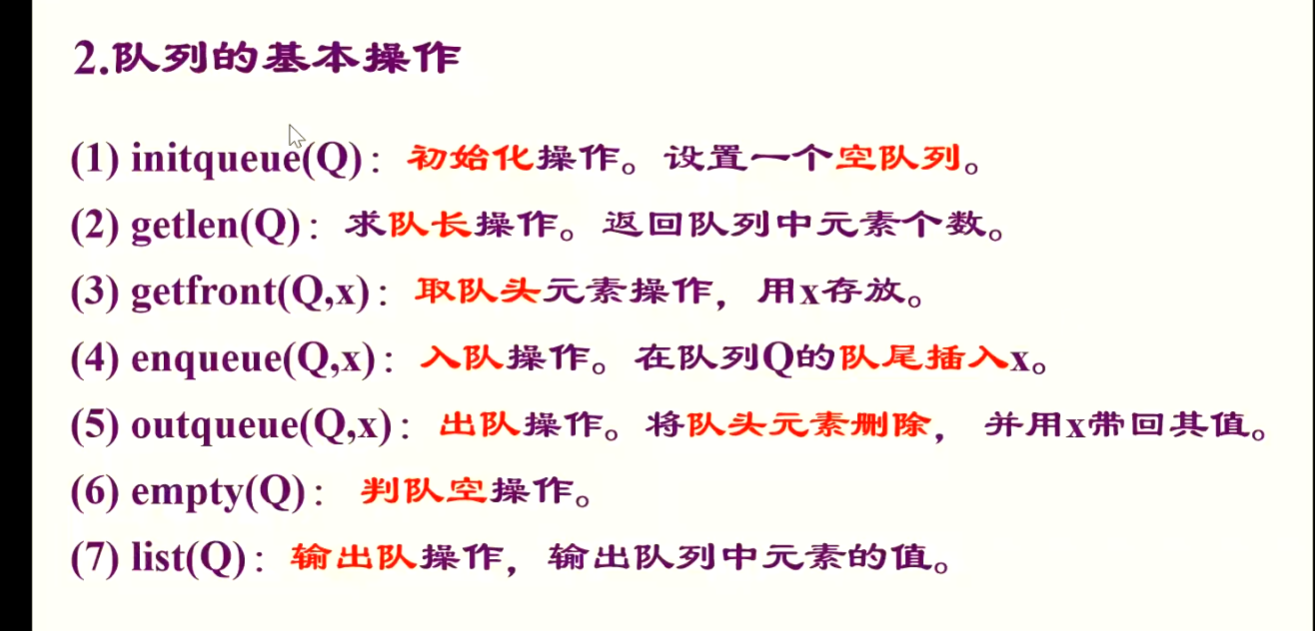 2.队列的基本操作
(1) initqueue(Q)：初始化操作。设置一个空队列。
(2) getlen(Q)：求队长操作。返回队列中元素个数。
(3) getfront(Q,x)：取队头元素操作，用x存放。
(4) enqueue(Q,x)：入队操作。在队列Q的队尾插入x。
(5) outqueue(Q,x)：出队操作。将队头元素删除，并用x带回其值。
(6) empty(Q)：判队空操作。
(7) list(Q)：输出队操作，输出队列中元素的值。